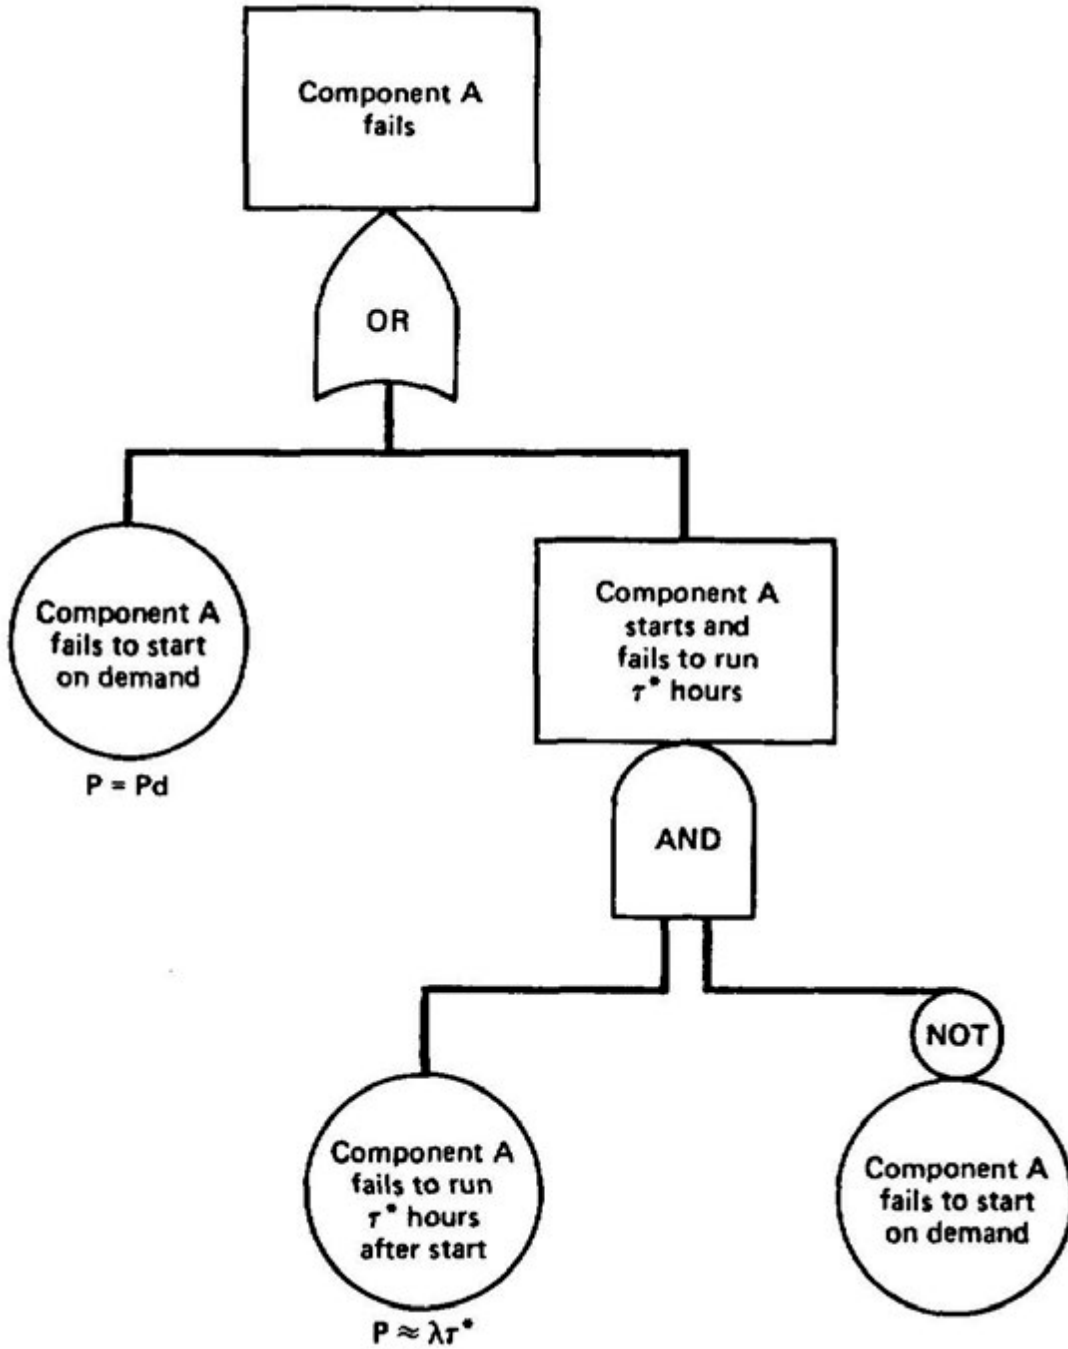 Component A
fails
OR
Component A
fails to start
on demand
P = Pd
Component A
starts and
fails to run
τ* hours
AND
NOT
Component A
fails to run
τ* hours
after start
P ≈ λτ*
Component A
fails to start
on demand